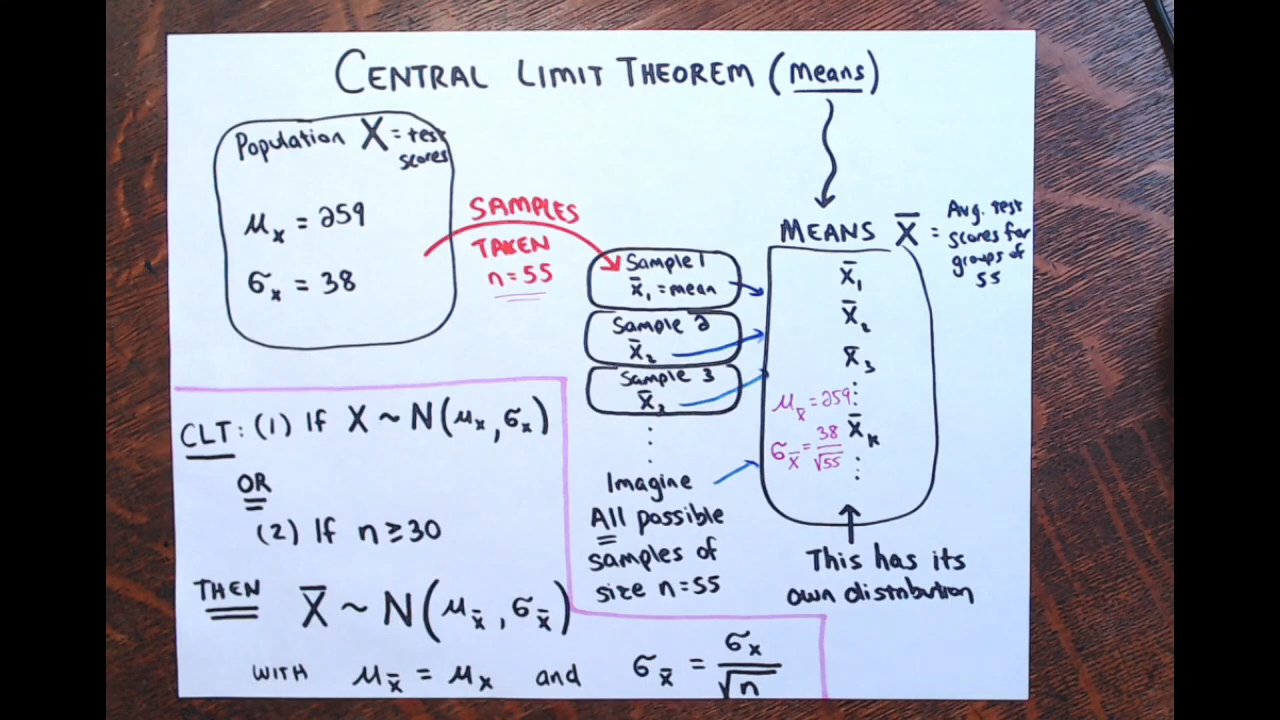 CENTRAL LIMIT THEOREM (means)
Population X = test
scores
μx = 259
σx = 38
SAMPLES
TAKEN
n = 55
Sample 1
x̄₁ = mean
Sample 2
x̄₂
Sample 3
x̄₃
⋮
Imagine
All possible
samples of
size n = 55
MEANS X̄ = Avg. test
scores for
groups of
55
x̄₁
x̄₂
x̄₃
⋮
μx̄ = 259
x̄ₖ
σx̄ = 38/√55
⋮
This has its
own distribution
CLT: (1) If X ~ N(μx, σx)
OR
(2) If n ≥ 30
THEN X̄ ~ N(μx̄, σx̄)
WITH μx̄ = μx and σx̄ = σx/√n